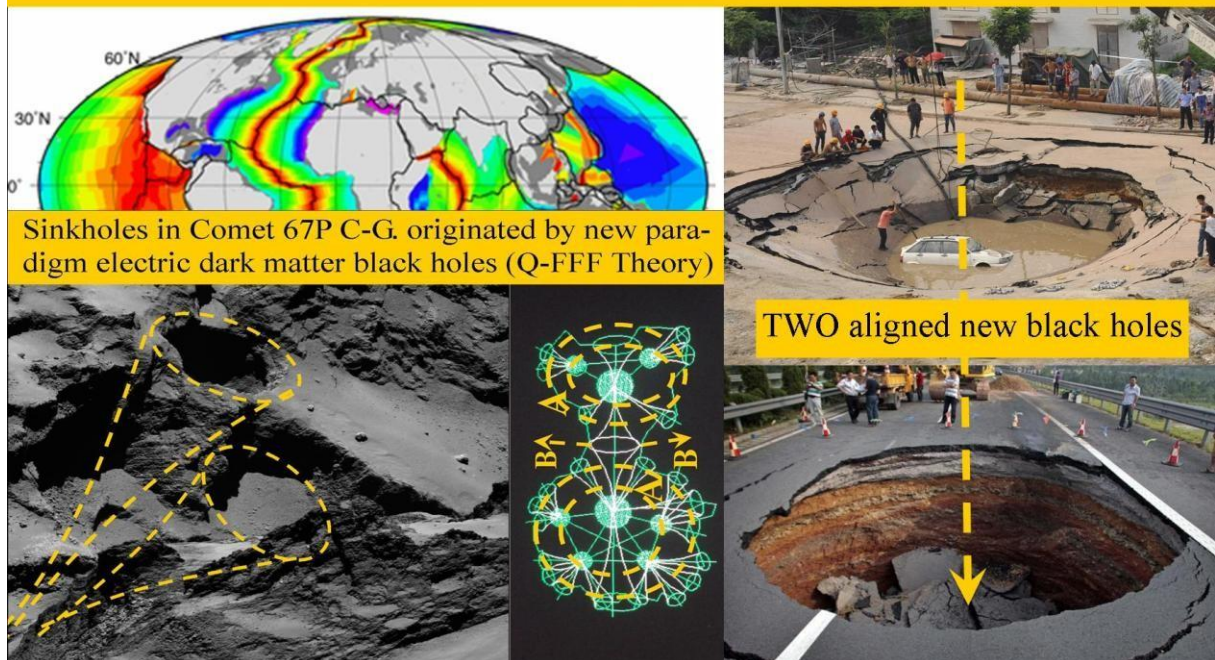 60°N
30°N
0°
Sinkholes in Comet 67P C-G. originated by new para-
digm electric dark matter black holes (Q-FFF Theory)
TWO aligned new black holes
A
B↑
B↓
A